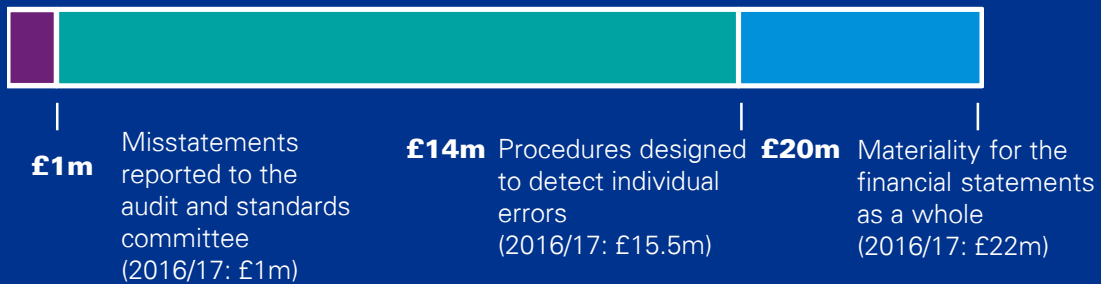 £1m
Misstatements
reported to the
audit and standards
committee
(2016/17: £1m)
£14m
Procedures designed
to detect individual
errors
(2016/17: £15.5m)
£20m
Materiality for the
financial statements
as a whole
(2016/17: £22m)